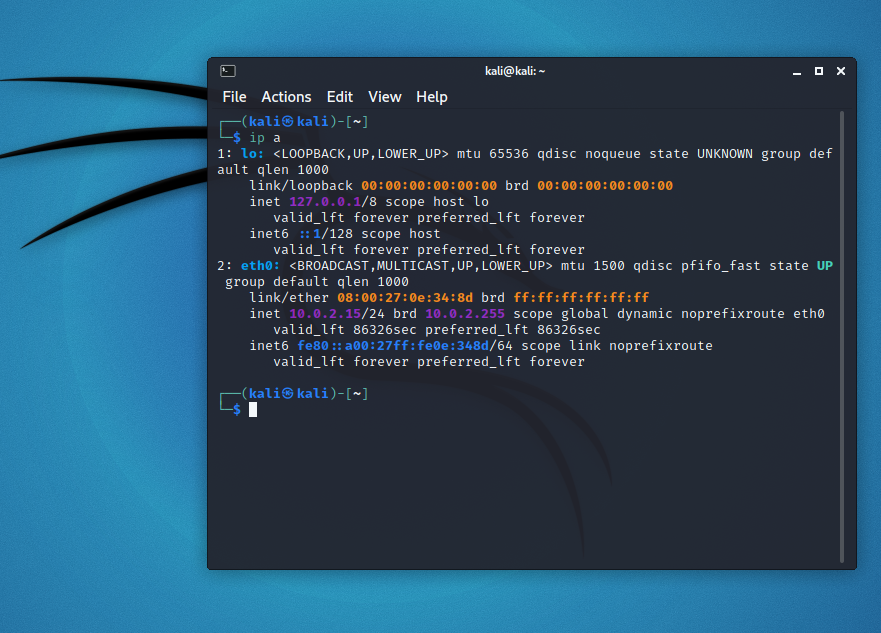 kali@kali: ~
File Actions Edit View Help
┌──(kali㉿kali)-[~]
└─$ ip a
1: lo: <LOOPBACK,UP,LOWER_UP> mtu 65536 qdisc noqueue state UNKNOWN group def
ault qlen 1000
    link/loopback 00:00:00:00:00:00 brd 00:00:00:00:00:00
    inet 127.0.0.1/8 scope host lo
       valid_lft forever preferred_lft forever
    inet6 ::1/128 scope host
       valid_lft forever preferred_lft forever
2: eth0: <BROADCAST,MULTICAST,UP,LOWER_UP> mtu 1500 qdisc pfifo_fast state UP
 group default qlen 1000
    link/ether 08:00:27:0e:34:8d brd ff:ff:ff:ff:ff:ff
    inet 10.0.2.15/24 brd 10.0.2.255 scope global dynamic noprefixroute eth0
       valid_lft 86326sec preferred_lft 86326sec
    inet6 fe80::a00:27ff:fe0e:348d/64 scope link noprefixroute
       valid_lft forever preferred_lft forever
┌──(kali㉿kali)-[~]
└─$